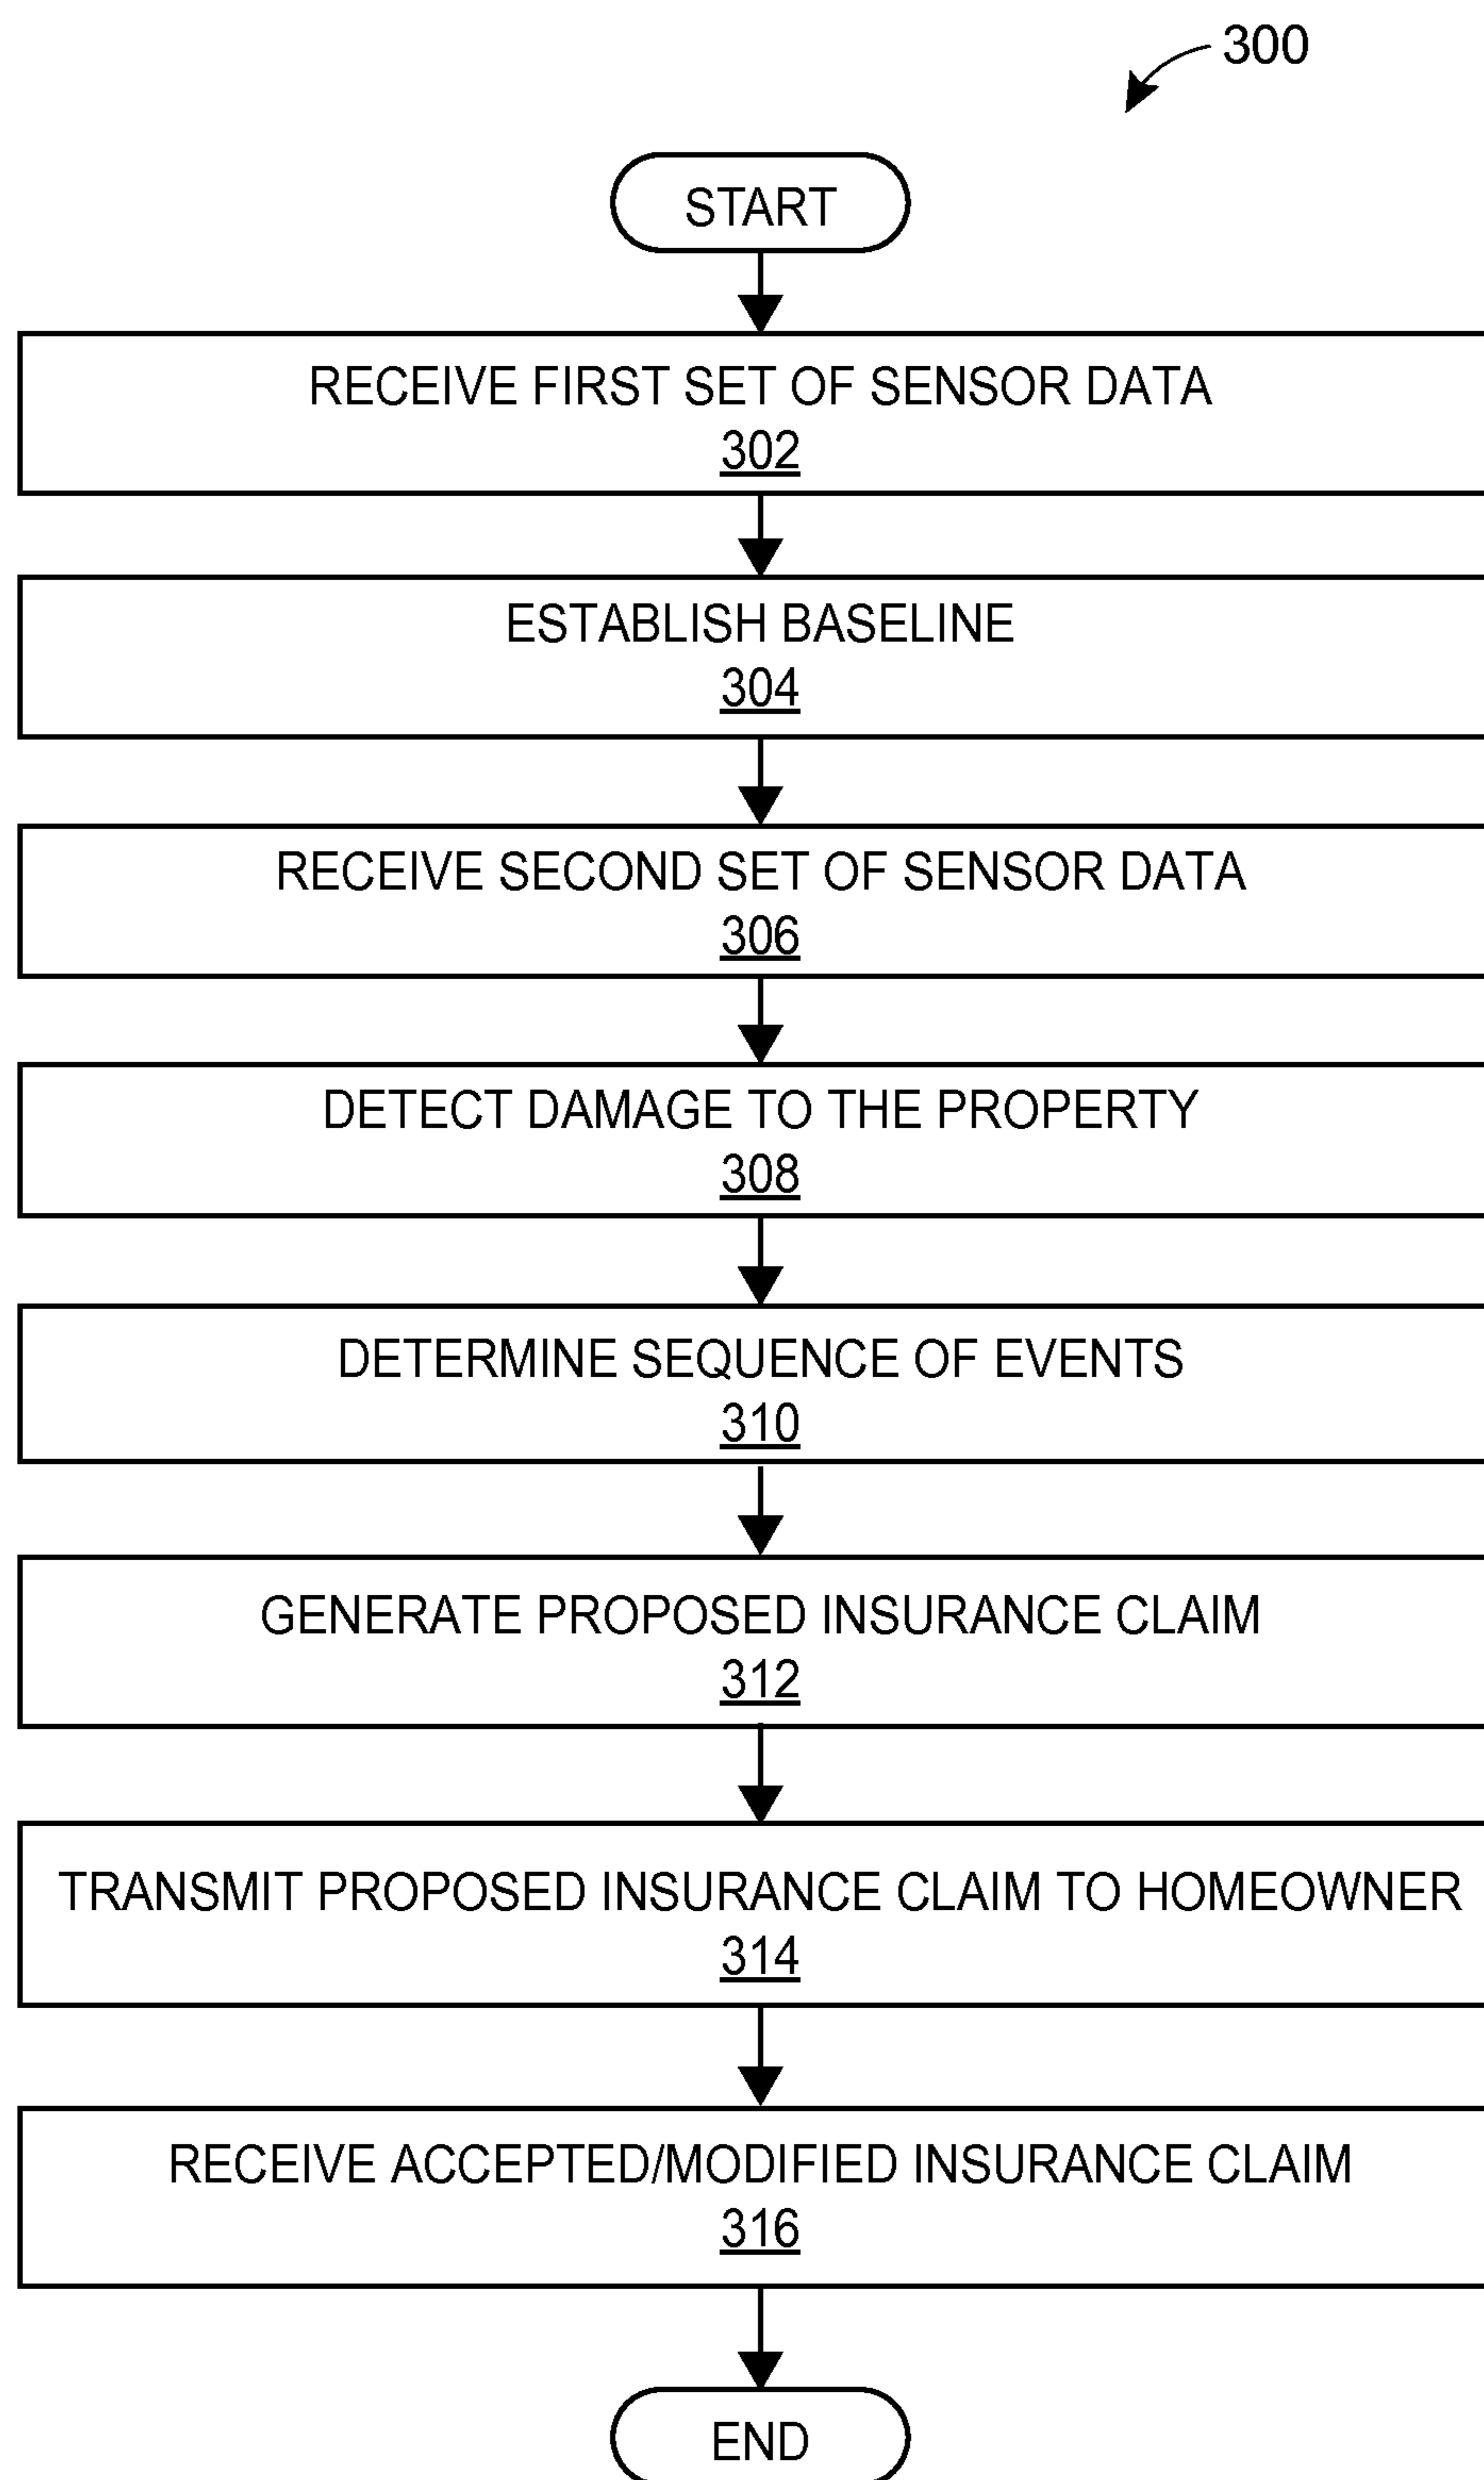 300
START
RECEIVE FIRST SET OF SENSOR DATA
302
ESTABLISH BASELINE
304
RECEIVE SECOND SET OF SENSOR DATA
306
DETECT DAMAGE TO THE PROPERTY
308
DETERMINE SEQUENCE OF EVENTS
310
GENERATE PROPOSED INSURANCE CLAIM
312
TRANSMIT PROPOSED INSURANCE CLAIM TO HOMEOWNER
314
RECEIVE ACCEPTED/MODIFIED INSURANCE CLAIM
316
END